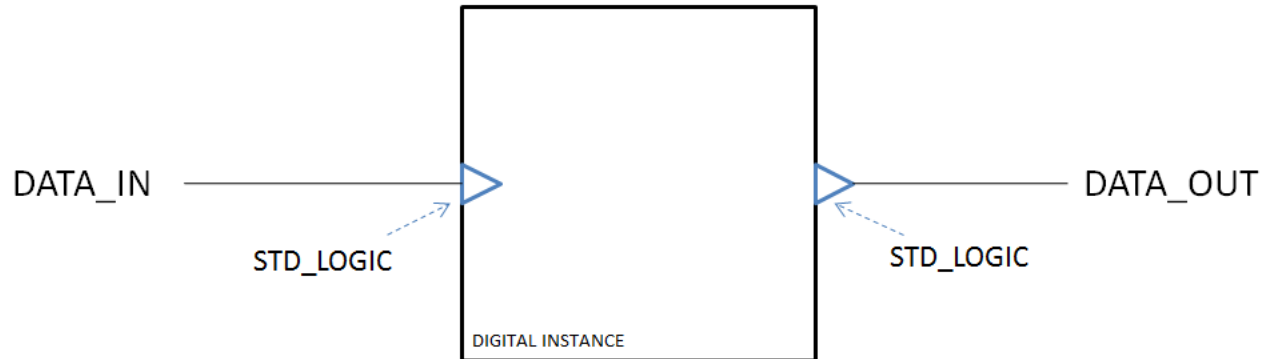 DATA_IN
DATA_OUT
STD_LOGIC
STD_LOGIC
DIGITAL INSTANCE